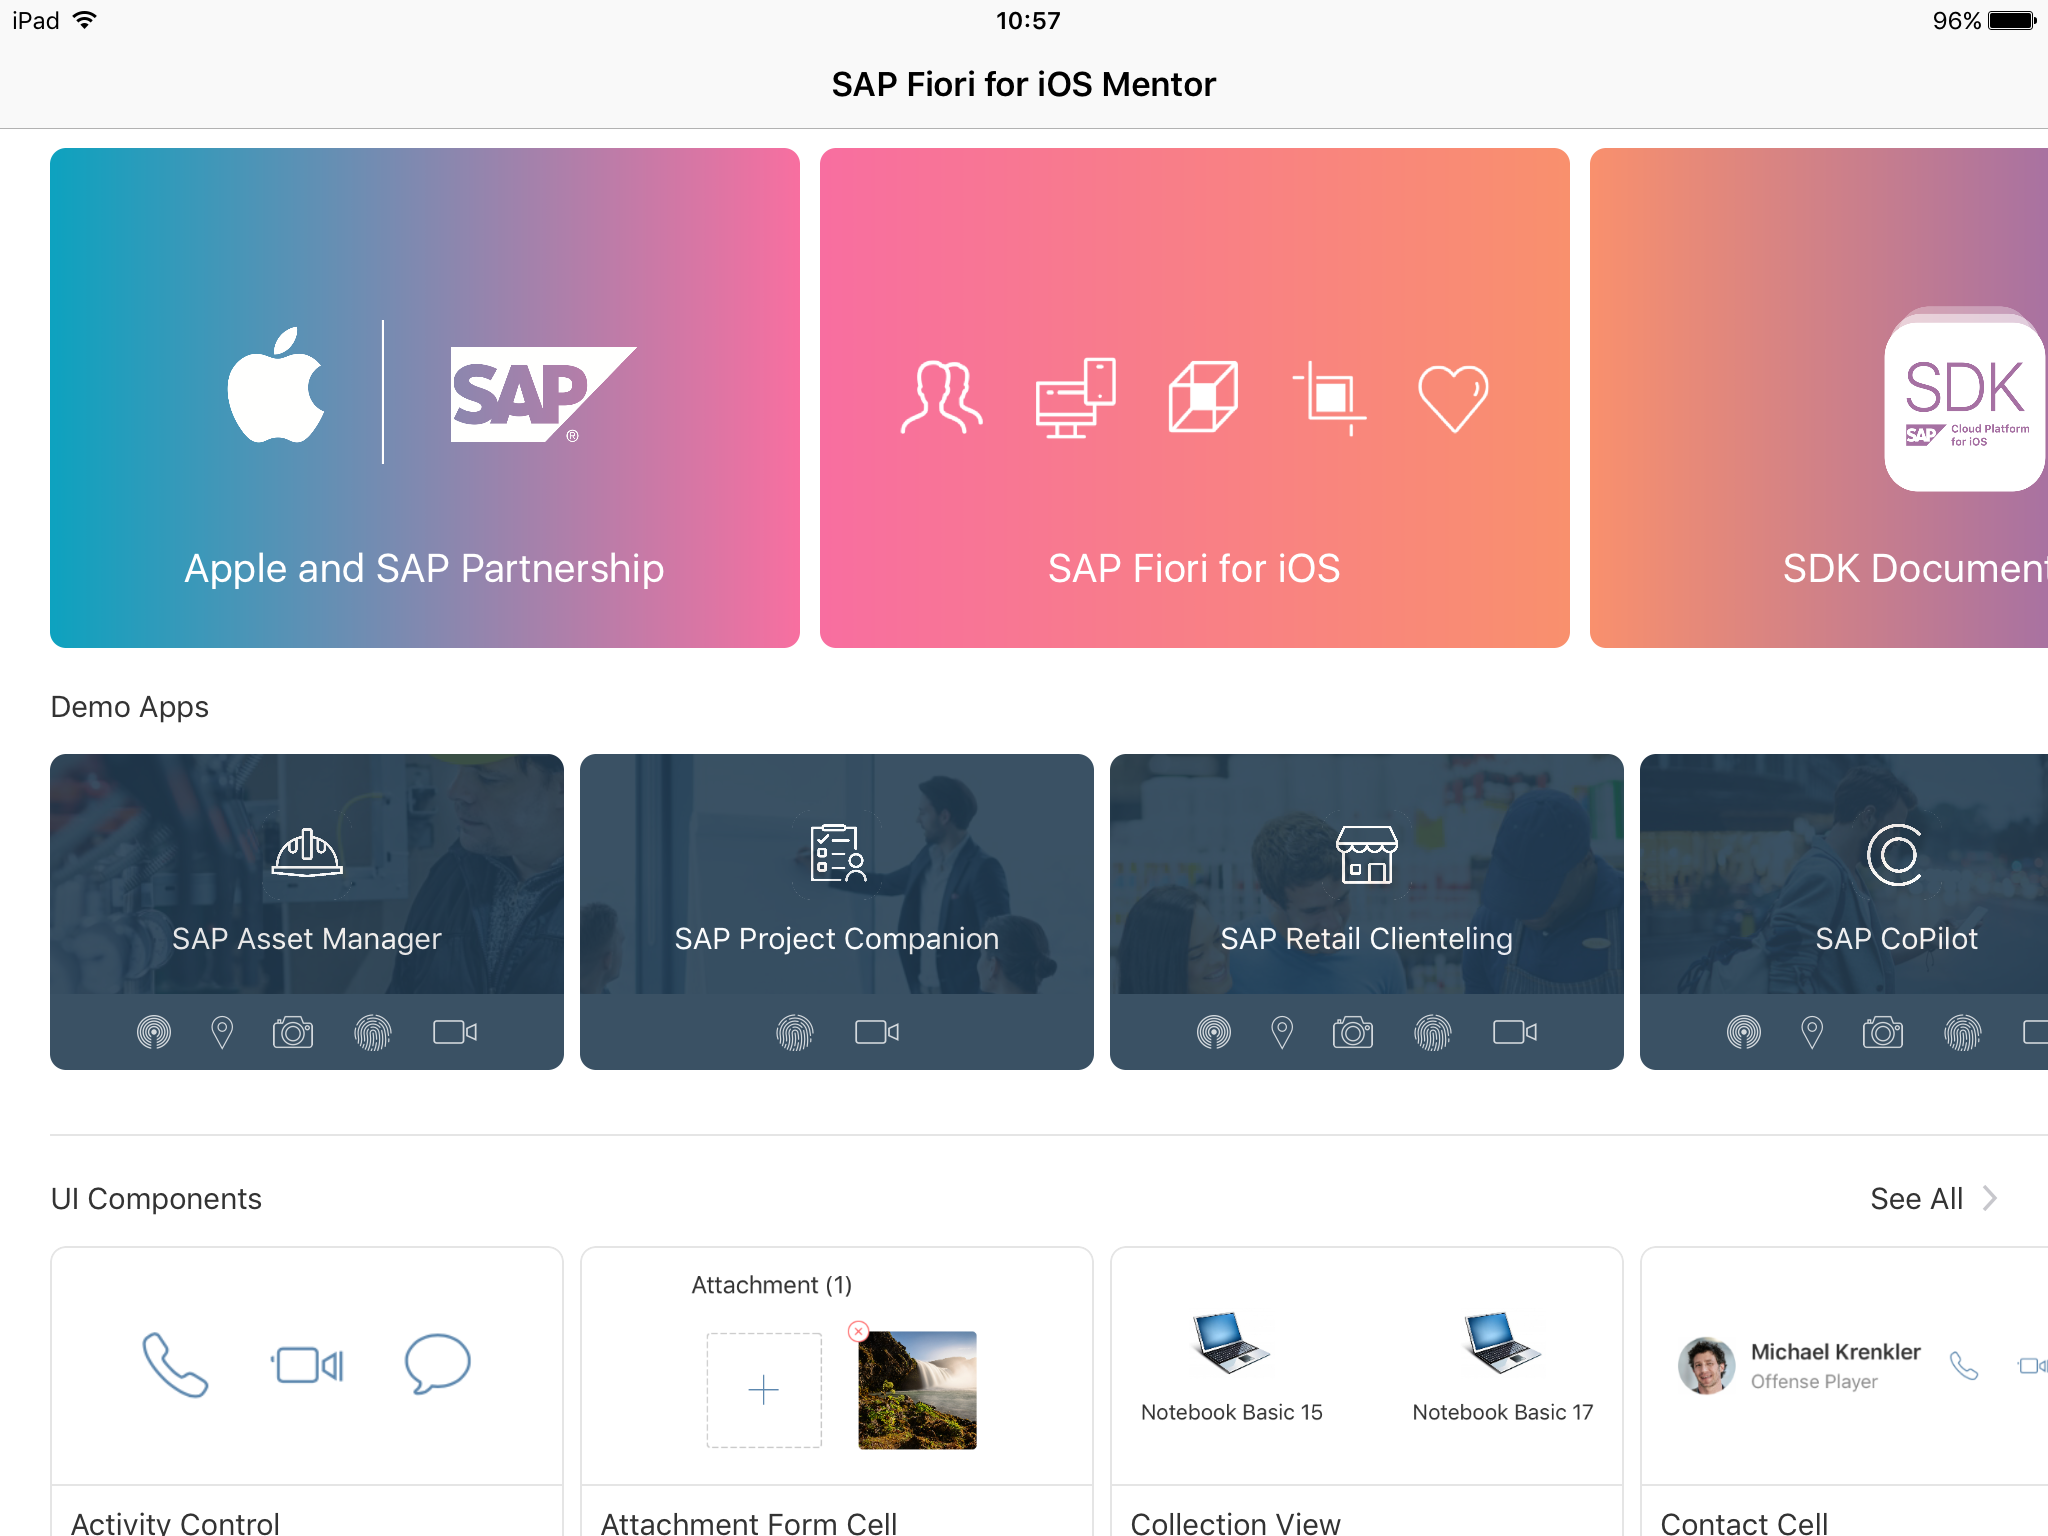 iPad
10:57
96%
SAP Fiori for iOS Mentor
SAP
®
Apple and SAP Partnership
SAP Fiori for iOS
SDK
SAP Cloud Platform
for iOS
SDK Document
Demo Apps
SAP Asset Manager
SAP Project Companion
SAP Retail Clienteling
SAP CoPilot
UI Components
See All
Attachment (1)
Notebook Basic 15
Notebook Basic 17
Michael Krenkler
Offense Player
Activity Control
Attachment Form Cell
Collection View
Contact Cell